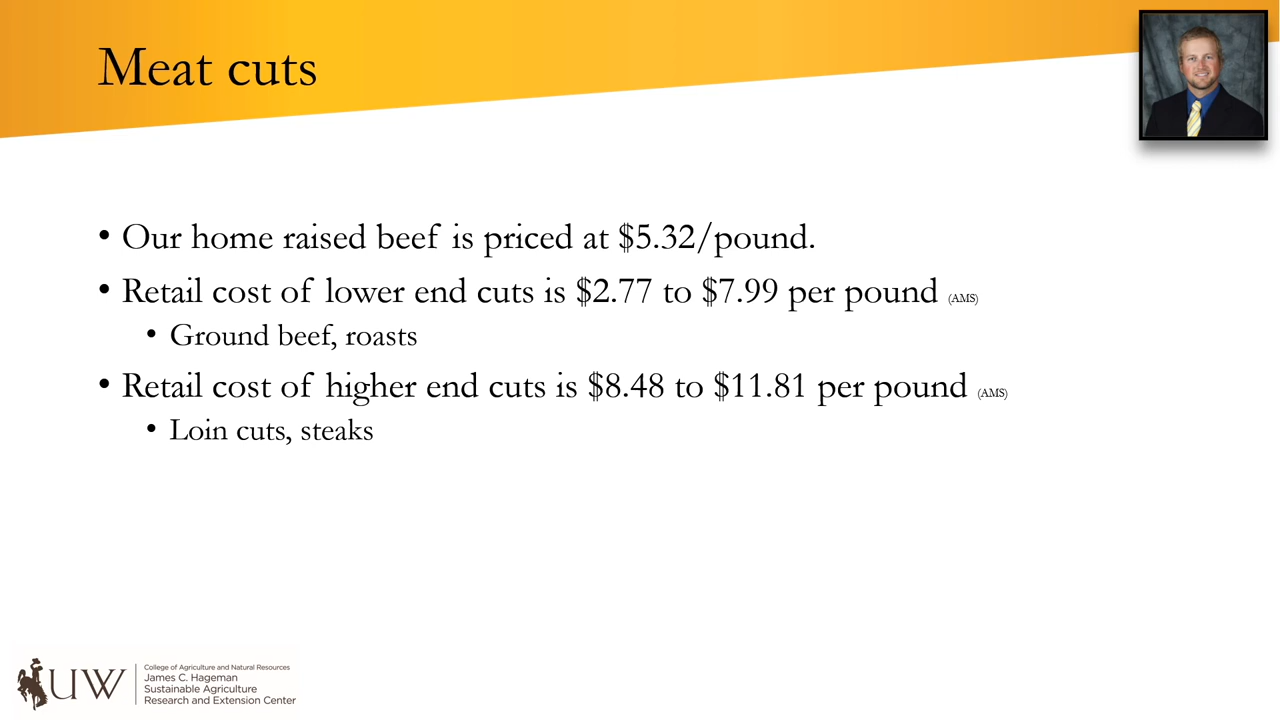 Meat cuts
• Our home raised beef is priced at $5.32/pound.
• Retail cost of lower end cuts is $2.77 to $7.99 per pound (AMS)
• Ground beef, roasts
• Retail cost of higher end cuts is $8.48 to $11.81 per pound (AMS)
• Loin cuts, steaks
UW
College of Agriculture and Natural Resources
James C. Hageman
Sustainable Agriculture
Research and Extension Center